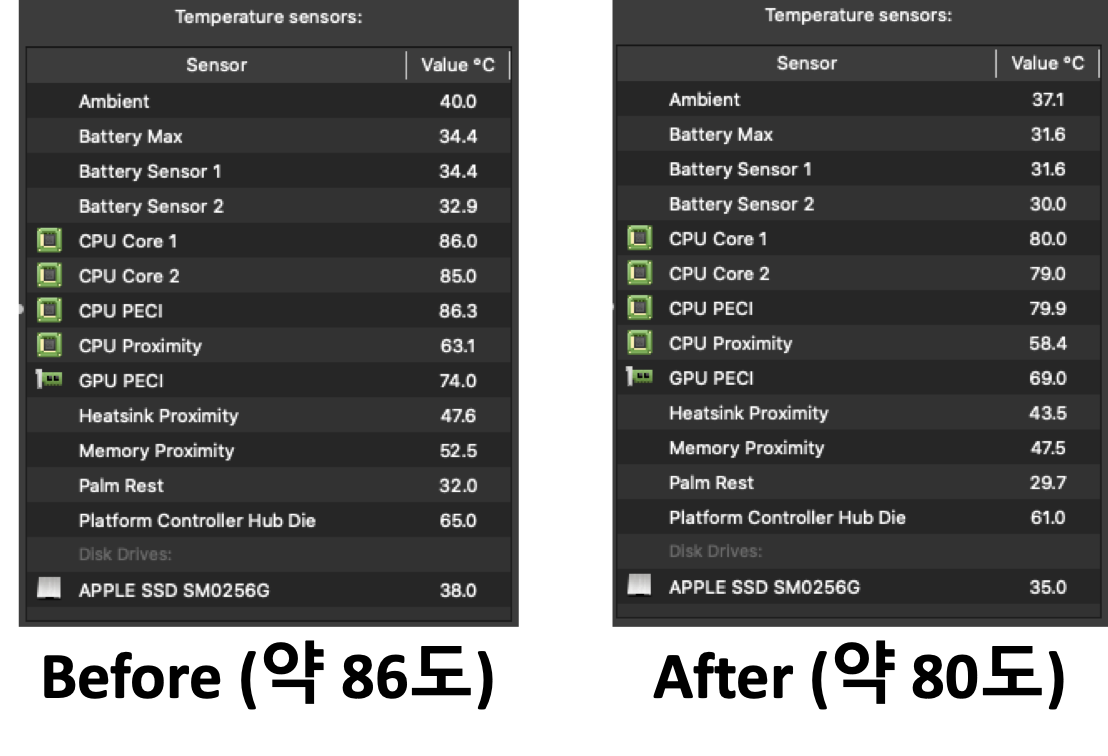 Temperature sensors:
Sensor Value °C
Ambient 40.0
Battery Max 34.4
Battery Sensor 1 34.4
Battery Sensor 2 32.9
CPU Core 1 86.0
CPU Core 2 85.0
CPU PECI 86.3
CPU Proximity 63.1
GPU PECI 74.0
Heatsink Proximity 47.6
Memory Proximity 52.5
Palm Rest 32.0
Platform Controller Hub Die 65.0
Disk Drives:
APPLE SSD SM0256G 38.0
Before (약 86도)
Temperature sensors:
Sensor Value °C
Ambient 37.1
Battery Max 31.6
Battery Sensor 1 31.6
Battery Sensor 2 30.0
CPU Core 1 80.0
CPU Core 2 79.0
CPU PECI 79.9
CPU Proximity 58.4
GPU PECI 69.0
Heatsink Proximity 43.5
Memory Proximity 47.5
Palm Rest 29.7
Platform Controller Hub Die 61.0
Disk Drives:
APPLE SSD SM0256G 35.0
After (약 80도)